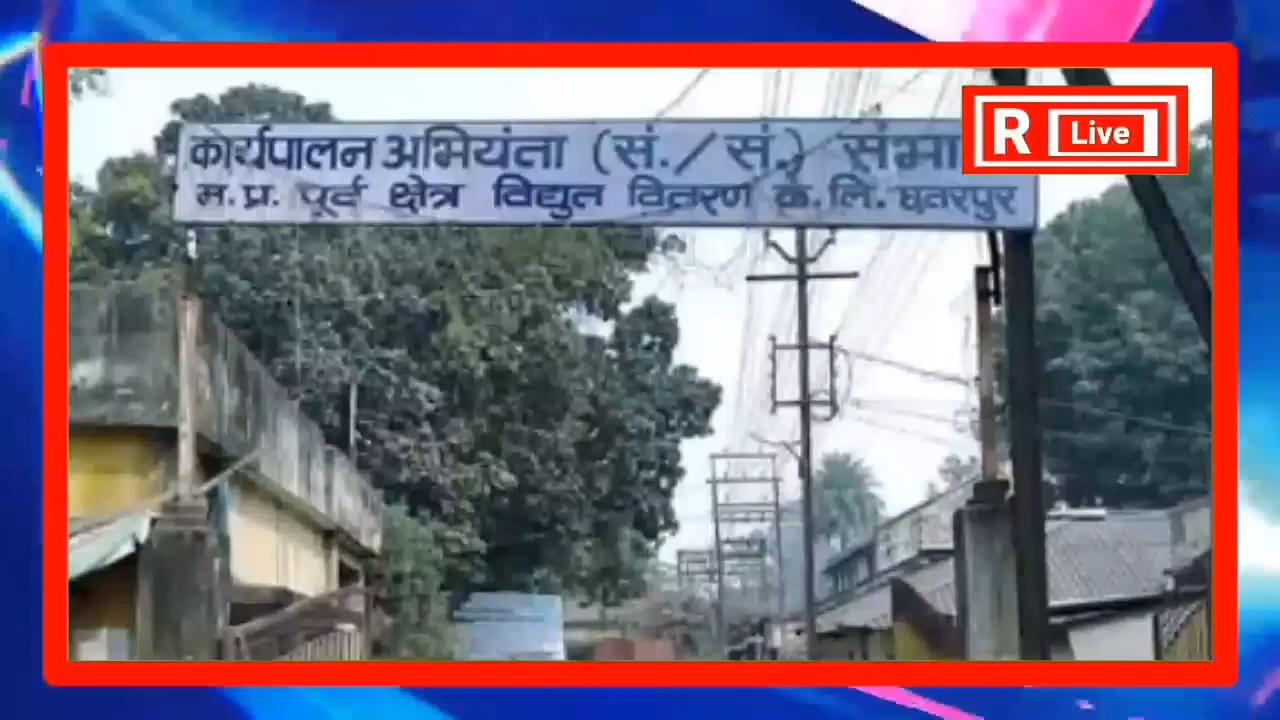 कार्यपालन अभियंता (सं./सं.) संभा
म.प्र. पूर्व क्षेत्र विद्युत वितरण कं.लि. छतरपुर
R Live